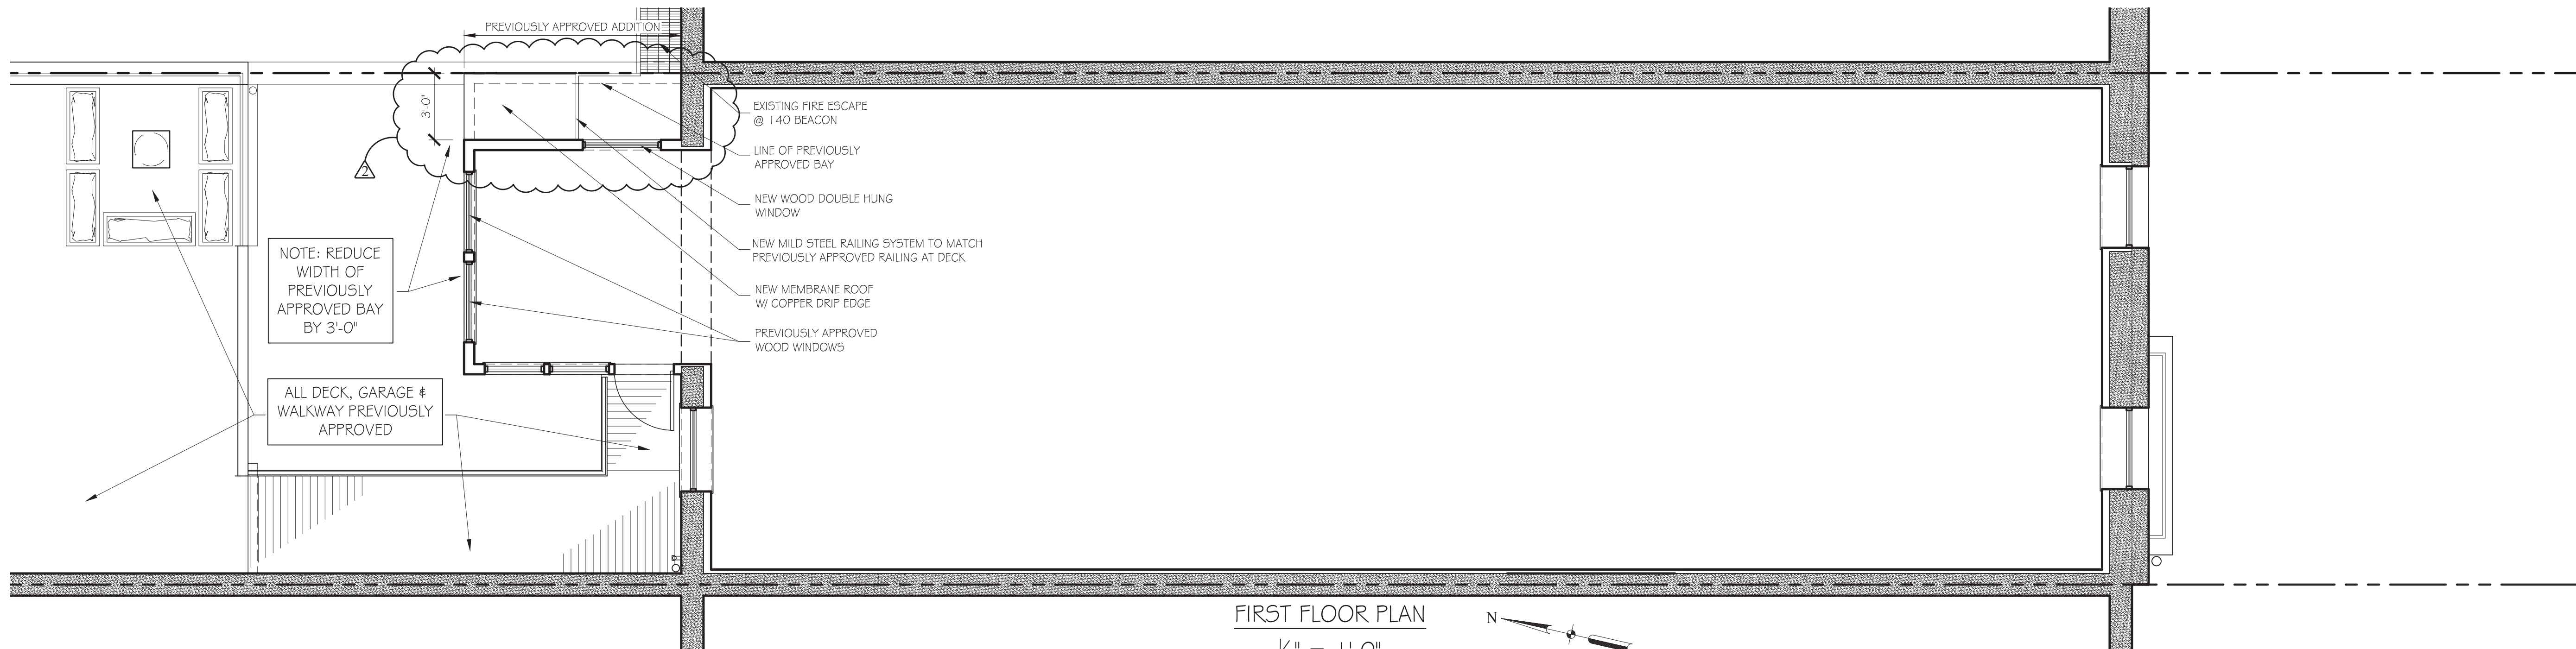 PREVIOUSLY APPROVED ADDITION
3'-0"
2
EXISTING FIRE ESCAPE
@ 140 BEACON
LINE OF PREVIOUSLY
APPROVED BAY
NEW WOOD DOUBLE HUNG
WINDOW
NEW MILD STEEL RAILING SYSTEM TO MATCH
PREVIOUSLY APPROVED RAILING AT DECK
NEW MEMBRANE ROOF
W/ COPPER DRIP EDGE
PREVIOUSLY APPROVED
WOOD WINDOWS
NOTE: REDUCE
WIDTH OF
PREVIOUSLY
APPROVED BAY
BY 3'-0"
ALL DECK, GARAGE &
WALKWAY PREVIOUSLY
APPROVED
FIRST FLOOR PLAN
N